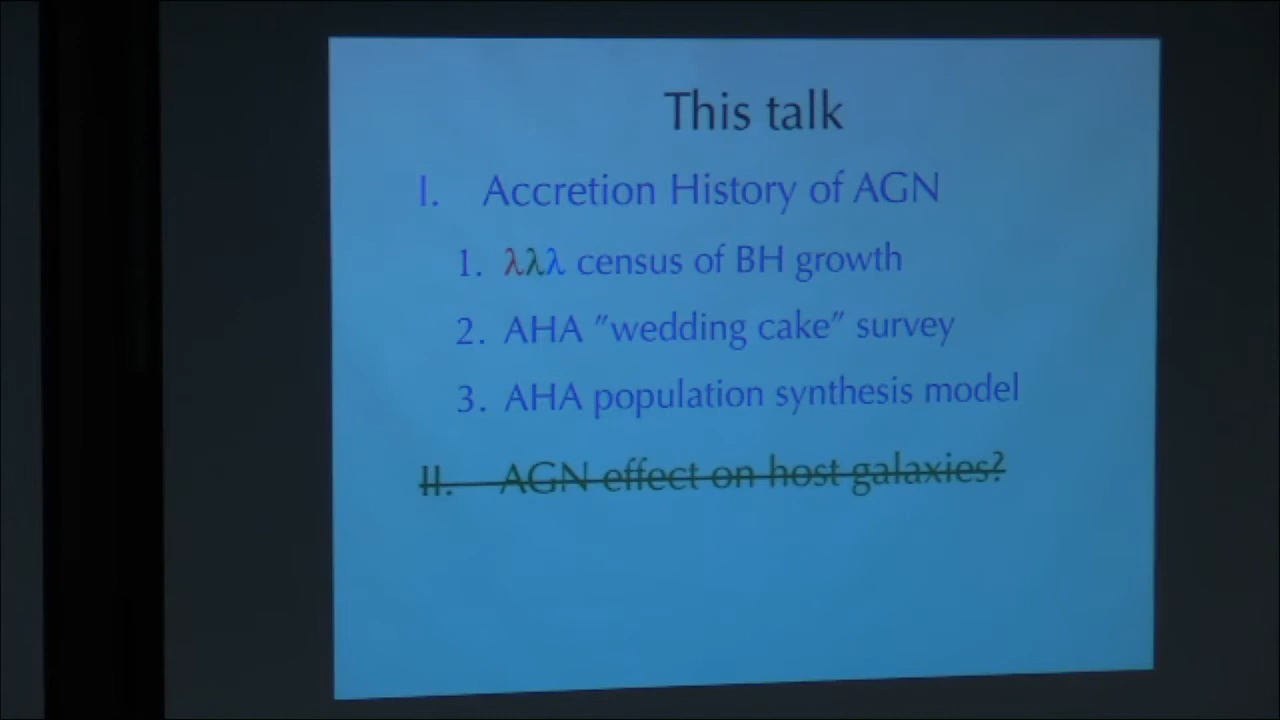 This talk
I. Accretion History of AGN
1. λλλ census of BH growth
2. AHA "wedding cake" survey
3. AHA population synthesis model
II. AGN effect on host galaxies?